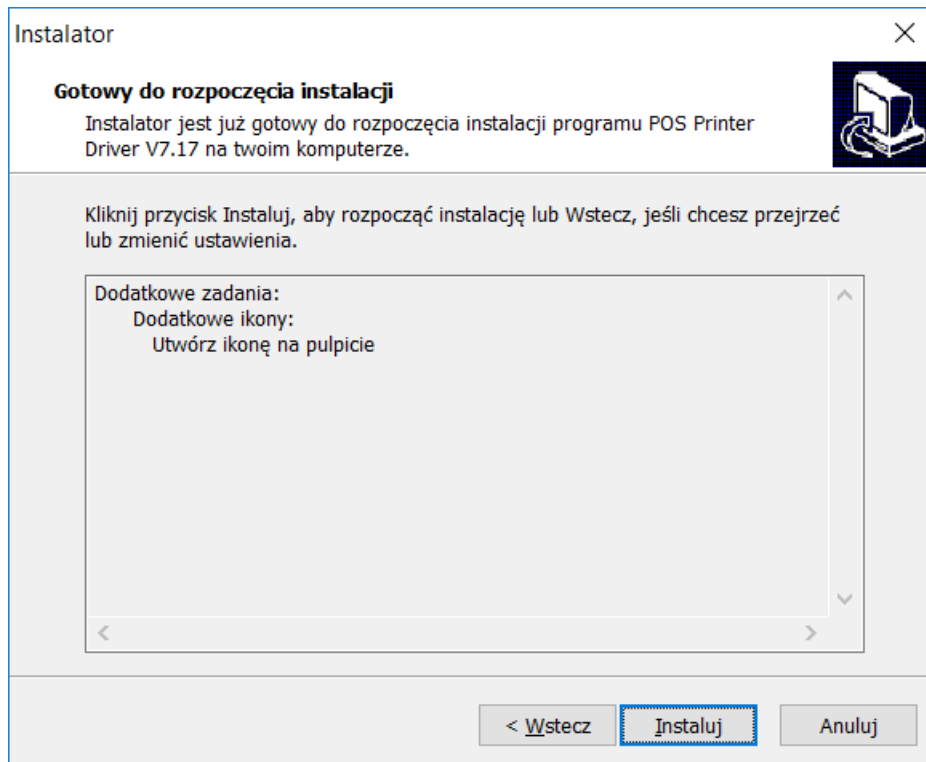 Instalator
Gotowy do rozpoczęcia instalacji
Instalator jest już gotowy do rozpoczęcia instalacji programu POS Printer
Driver V7.17 na twoim komputerze.
Kliknij przycisk Instaluj, aby rozpocząć instalację lub Wstecz, jeśli chcesz przejrzeć
lub zmienić ustawienia.
Dodatkowe zadania:
Dodatkowe ikony:
Utwórz ikonę na pulpicie
< Wstecz
Instaluj
Anuluj